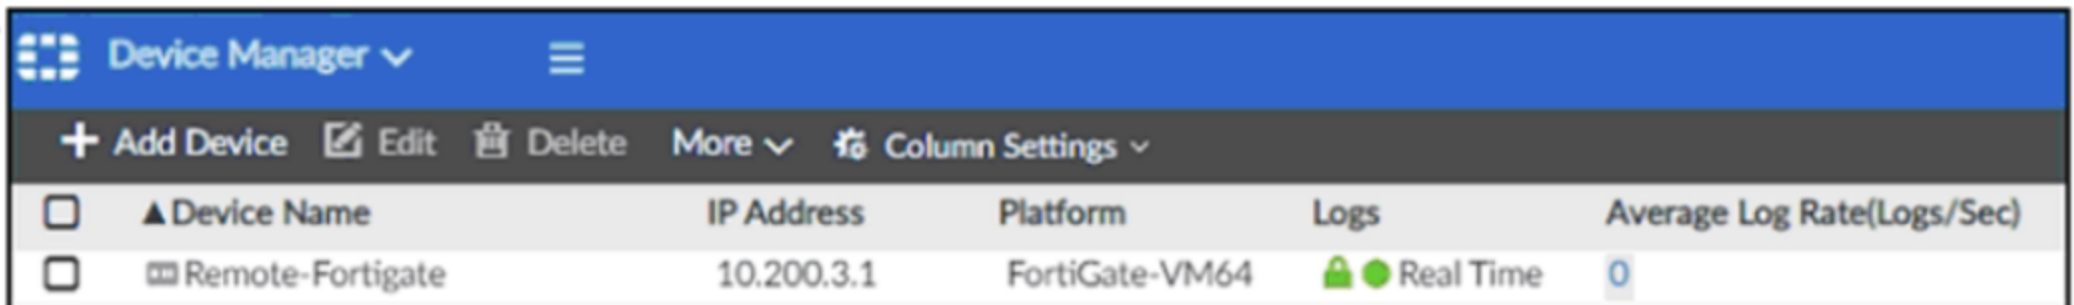 Device Manager
Add Device Edit Delete More Column Settings
Device Name IP Address Platform Logs Average Log Rate(Logs/Sec)
Remote-Fortigate 10.200.3.1 FortiGate-VM64 Real Time 0